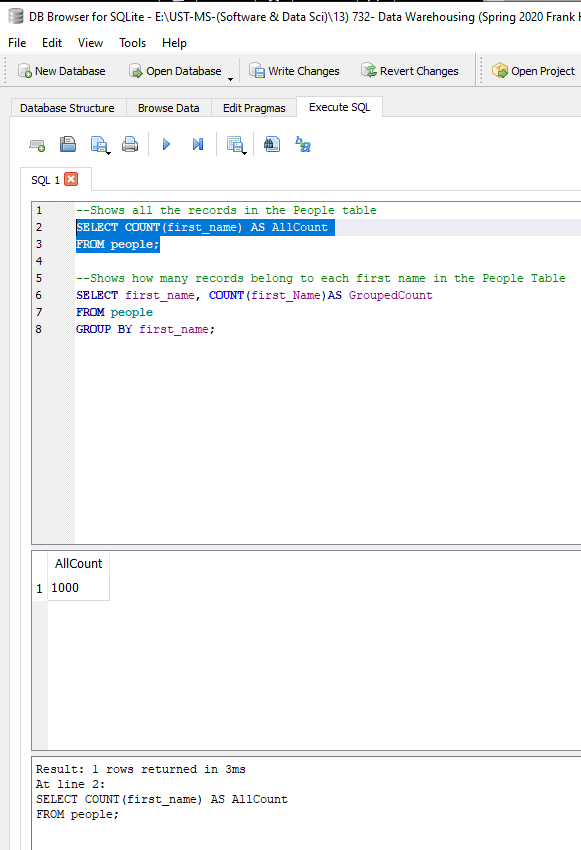 DB Browser for SQLite - E:\UST-MS-(Software & Data Sci)\13) 732- Data Warehousing (Spring 2020 Frank
File Edit View Tools Help
New Database Open Database Write Changes Revert Changes Open Project
Database Structure Browse Data Edit Pragmas Execute SQL
SQL 1
1 --Shows all the records in the People table
2 SELECT COUNT(first_name) AS AllCount
3 FROM people;
4
5 --Shows how many records belong to each first name in the People Table
6 SELECT first_name, COUNT(first_Name)AS GroupedCount
7 FROM people
8 GROUP BY first_name;
AllCount
1 1000
Result: 1 rows returned in 3ms
At line 2:
SELECT COUNT(first_name) AS AllCount
FROM people;